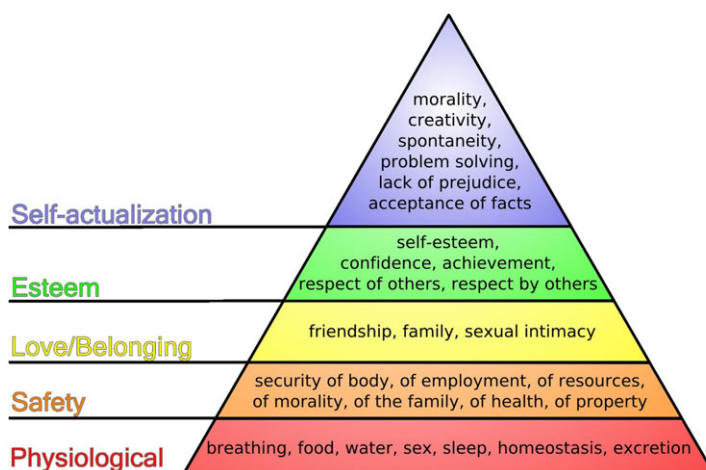 morality,
creativity,
spontaneity,
problem solving,
lack of prejudice,
acceptance of facts
Self-actualization
self-esteem,
confidence, achievement,
respect of others, respect by others
Esteem
friendship, family, sexual intimacy
Love/Belonging
security of body, of employment, of resources,
of morality, of the family, of health, of property
Safety
breathing, food, water, sex, sleep, homeostasis, excretion
Physiological